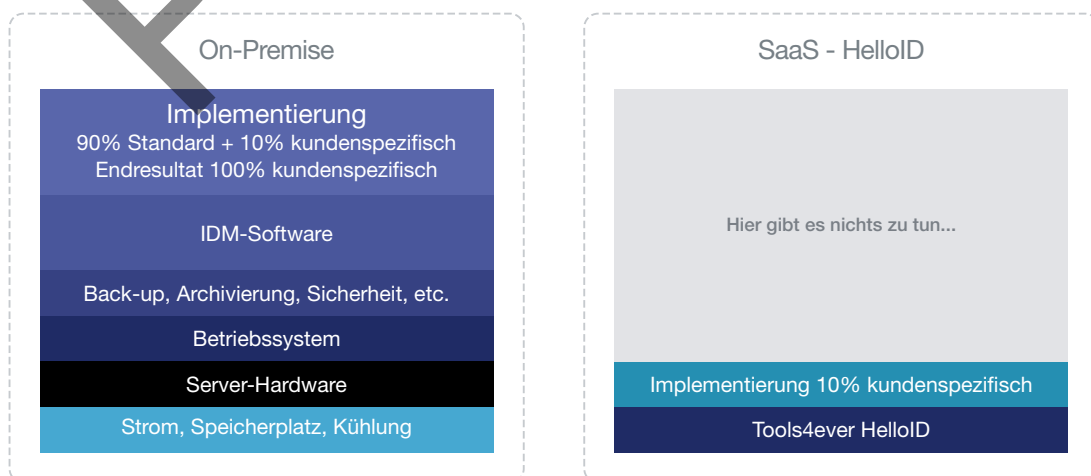 On-Premise
Implementierung
90% Standard + 10% kundenspezifisch
Endresultat 100% kundenspezifisch
IDM-Software
Back-up, Archivierung, Sicherheit, etc.
Betriebssystem
Server-Hardware
Strom, Speicherplatz, Kühlung
SaaS - HelloID
Hier gibt es nichts zu tun...
Implementierung 10% kundenspezifisch
Tools4ever HelloID